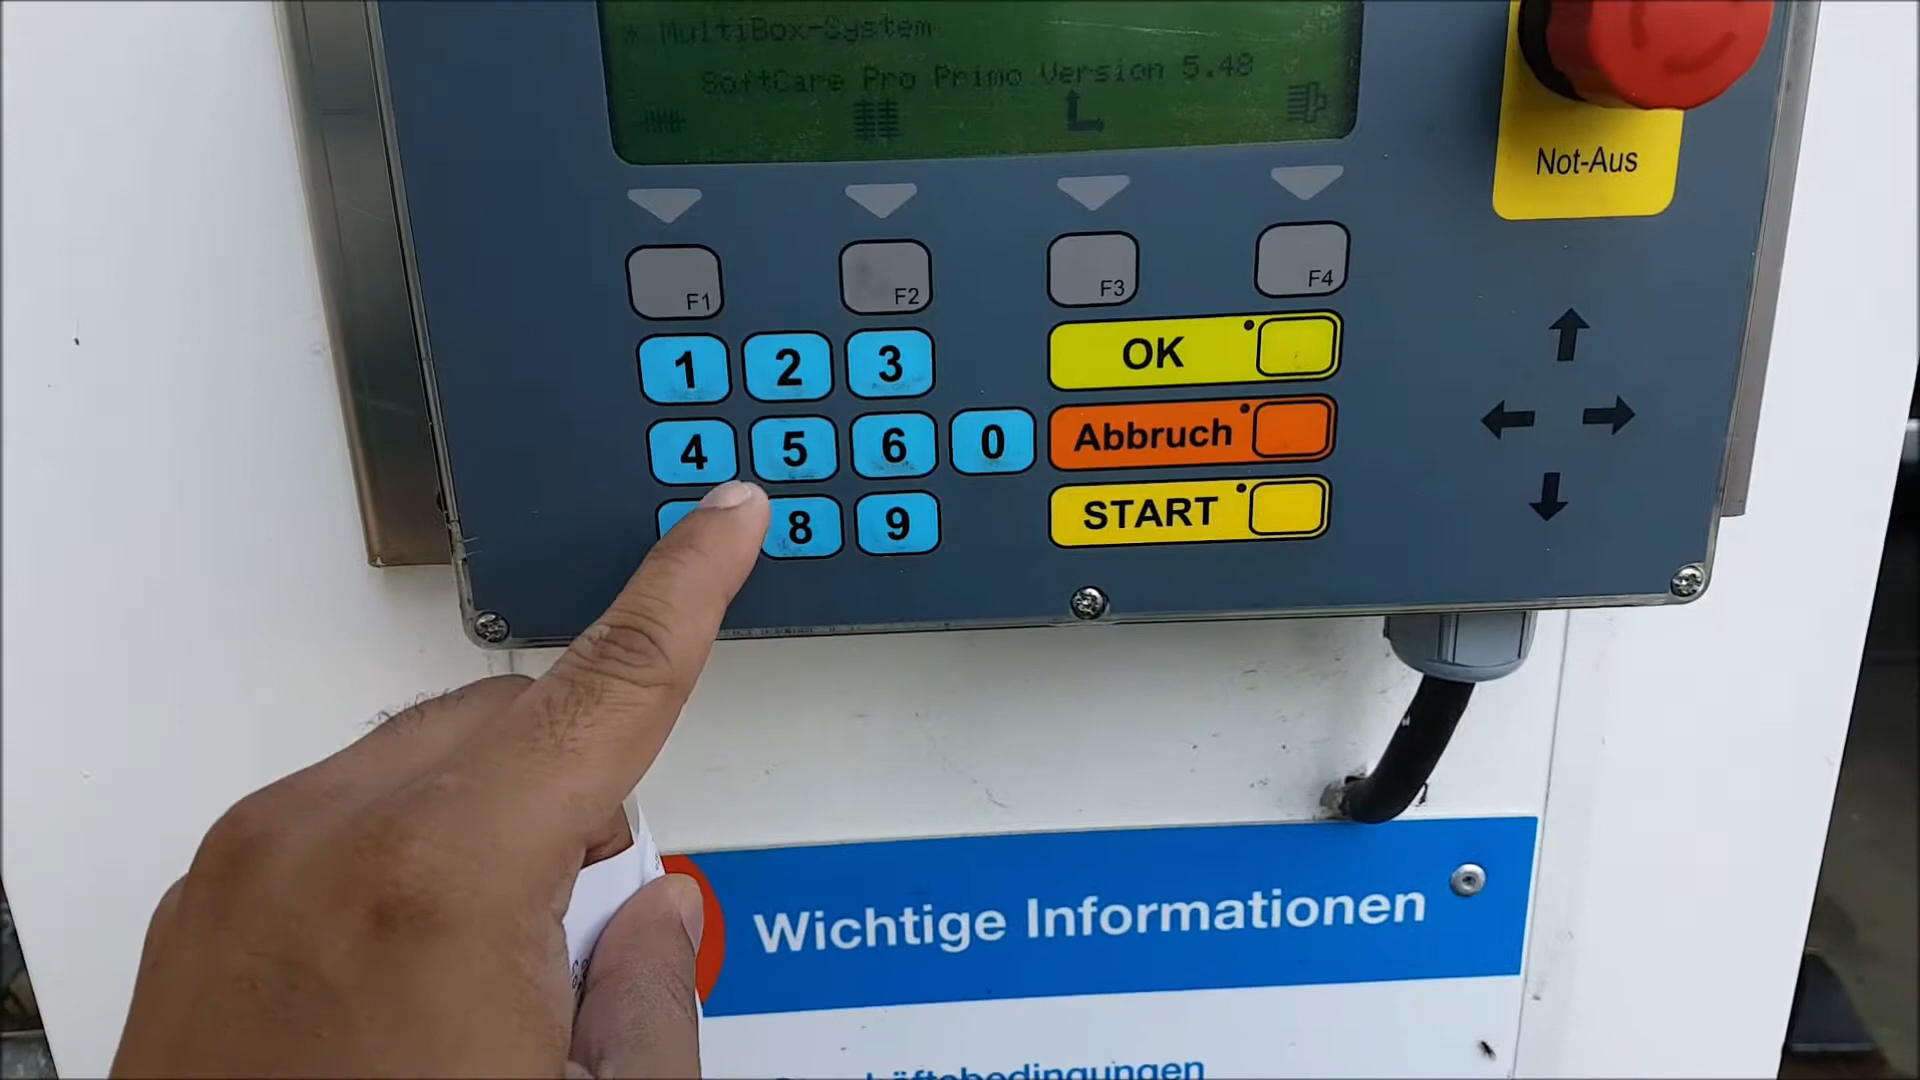 * MultiBox-System
SoftCare Pro Primo Version 5.48
Not-Aus
F1 F2 F3 F4
1 2 3 OK
4 5 6 0 Abbruch
8 9 START
Wichtige Informationen